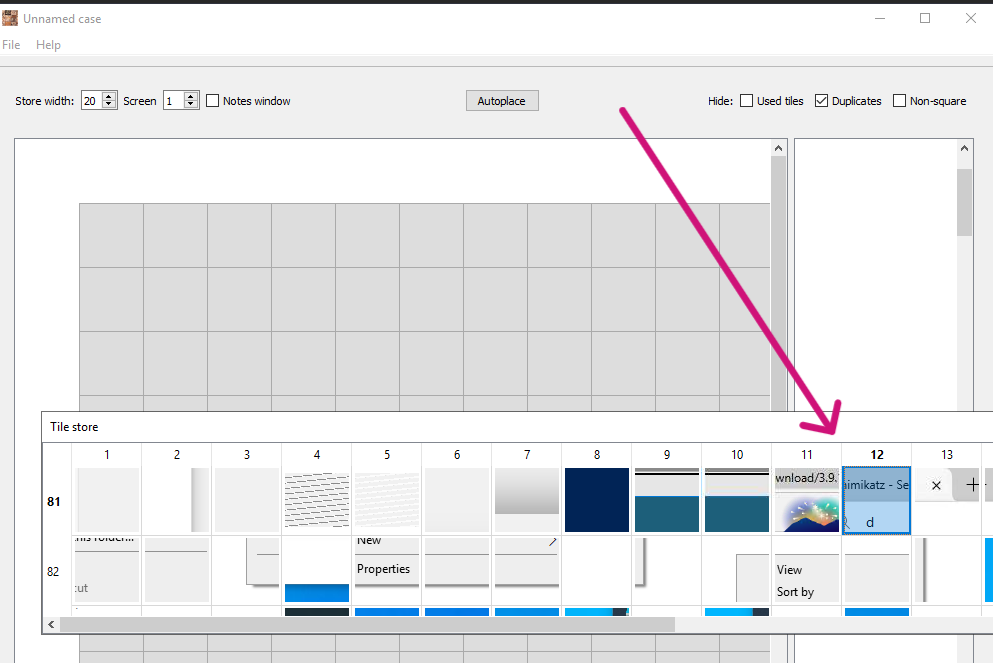 Unnamed case
File Help
Store width: 20 Screen 1 Notes window Autoplace Hide: Used tiles Duplicates Non-square
Tile store
1 2 3 4 5 6 7 8 9 10 11 12 13
81 wnload/3.9. imikatz - Se
d
82 his folder... New
Properties View
cut Sort by